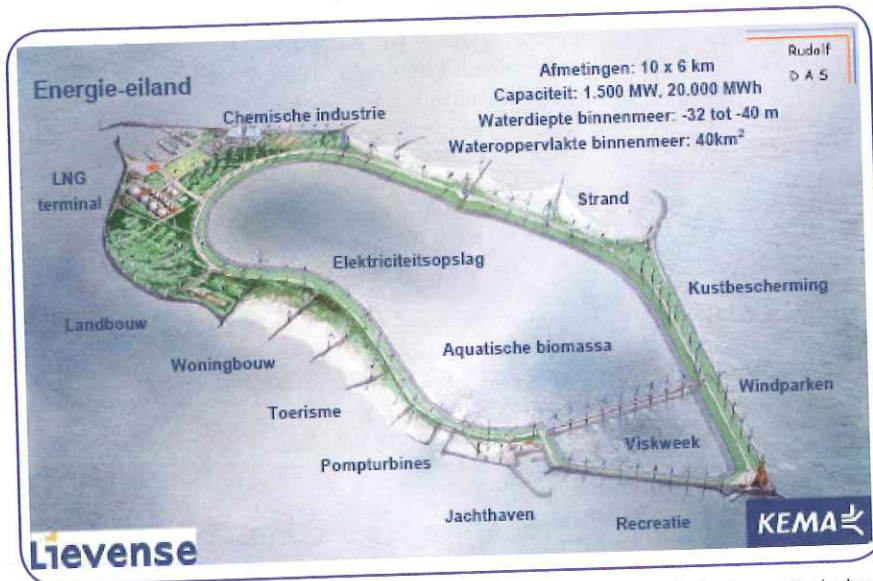 Rudolf
DAS
Energie-eiland
Afmetingen: 10 x 6 km
Capaciteit: 1.500 MW, 20.000 MWh
Waterdiepte binnenmeer: -32 tot -40 m
Wateroppervlakte binnenmeer: 40km²
Chemische industrie
LNG
terminal
Strand
Elektriciteitsopslag
Kustbescherming
Landbouw
Woningbouw
Aquatische biomassa
Windparken
Toerisme
Viskweek
Pompturbines
Jachthaven
Recreatie
KEMA
Lievense